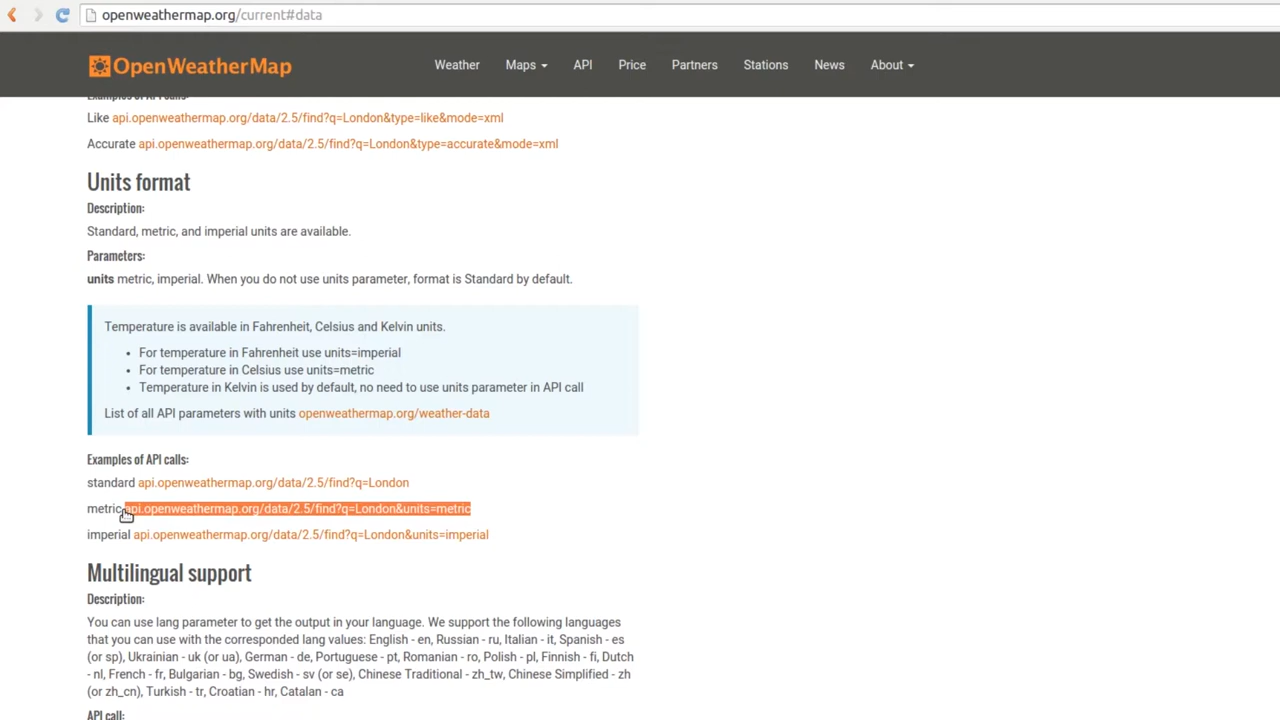 openweathermap.org/current#data
OpenWeatherMap Weather Maps API Price Partners Stations News About
Examples of API calls:
Like api.openweathermap.org/data/2.5/find?q=London&type=like&mode=xml
Accurate api.openweathermap.org/data/2.5/find?q=London&type=accurate&mode=xml
Units format
Description:
Standard, metric, and imperial units are available.
Parameters:
units metric, imperial. When you do not use units parameter, format is Standard by default.
Temperature is available in Fahrenheit, Celsius and Kelvin units.
• For temperature in Fahrenheit use units=imperial
• For temperature in Celsius use units=metric
• Temperature in Kelvin is used by default, no need to use units parameter in API call
List of all API parameters with units openweathermap.org/weather-data
Examples of API calls:
standard api.openweathermap.org/data/2.5/find?q=London
metric api.openweathermap.org/data/2.5/find?q=London&units=metric
imperial api.openweathermap.org/data/2.5/find?q=London&units=imperial
Multilingual support
Description:
You can use lang parameter to get the output in your language. We support the following languages
that you can use with the corresponded lang values: English - en, Russian - ru, Italian - it, Spanish - es
(or sp), Ukrainian - uk (or ua), German - de, Portuguese - pt, Romanian - ro, Polish - pl, Finnish - fi, Dutch
- nl, French - fr, Bulgarian - bg, Swedish - sv (or se), Chinese Traditional - zh_tw, Chinese Simplified - zh
(or zh_cn), Turkish - tr, Croatian - hr, Catalan - ca
API call: